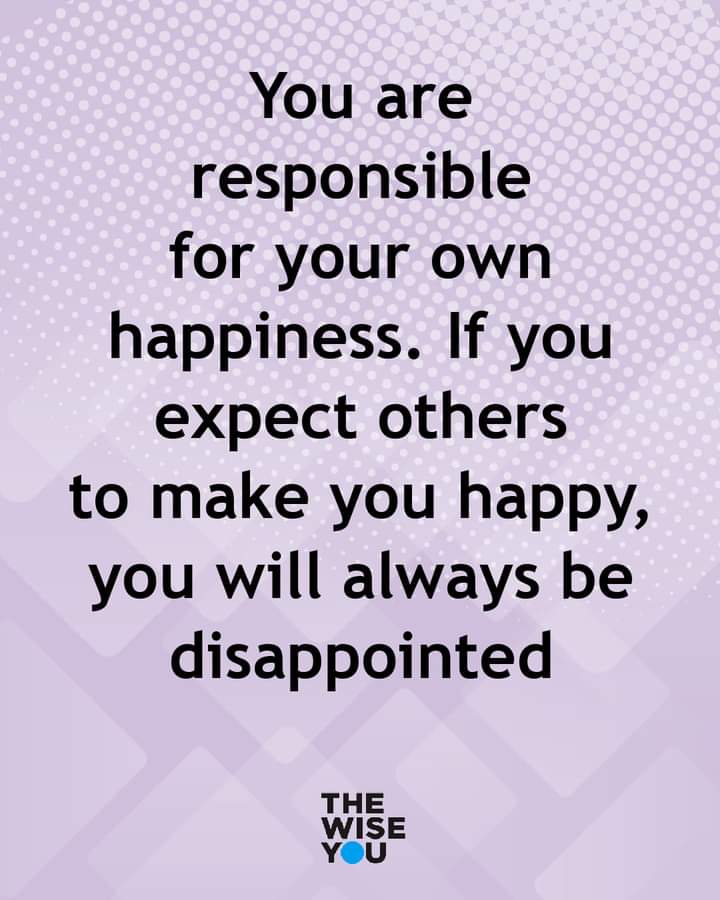 You are
responsible
for your own
happiness. If you
expect others
to make you happy,
you will always be
disappointed
THE
WISE
YOU